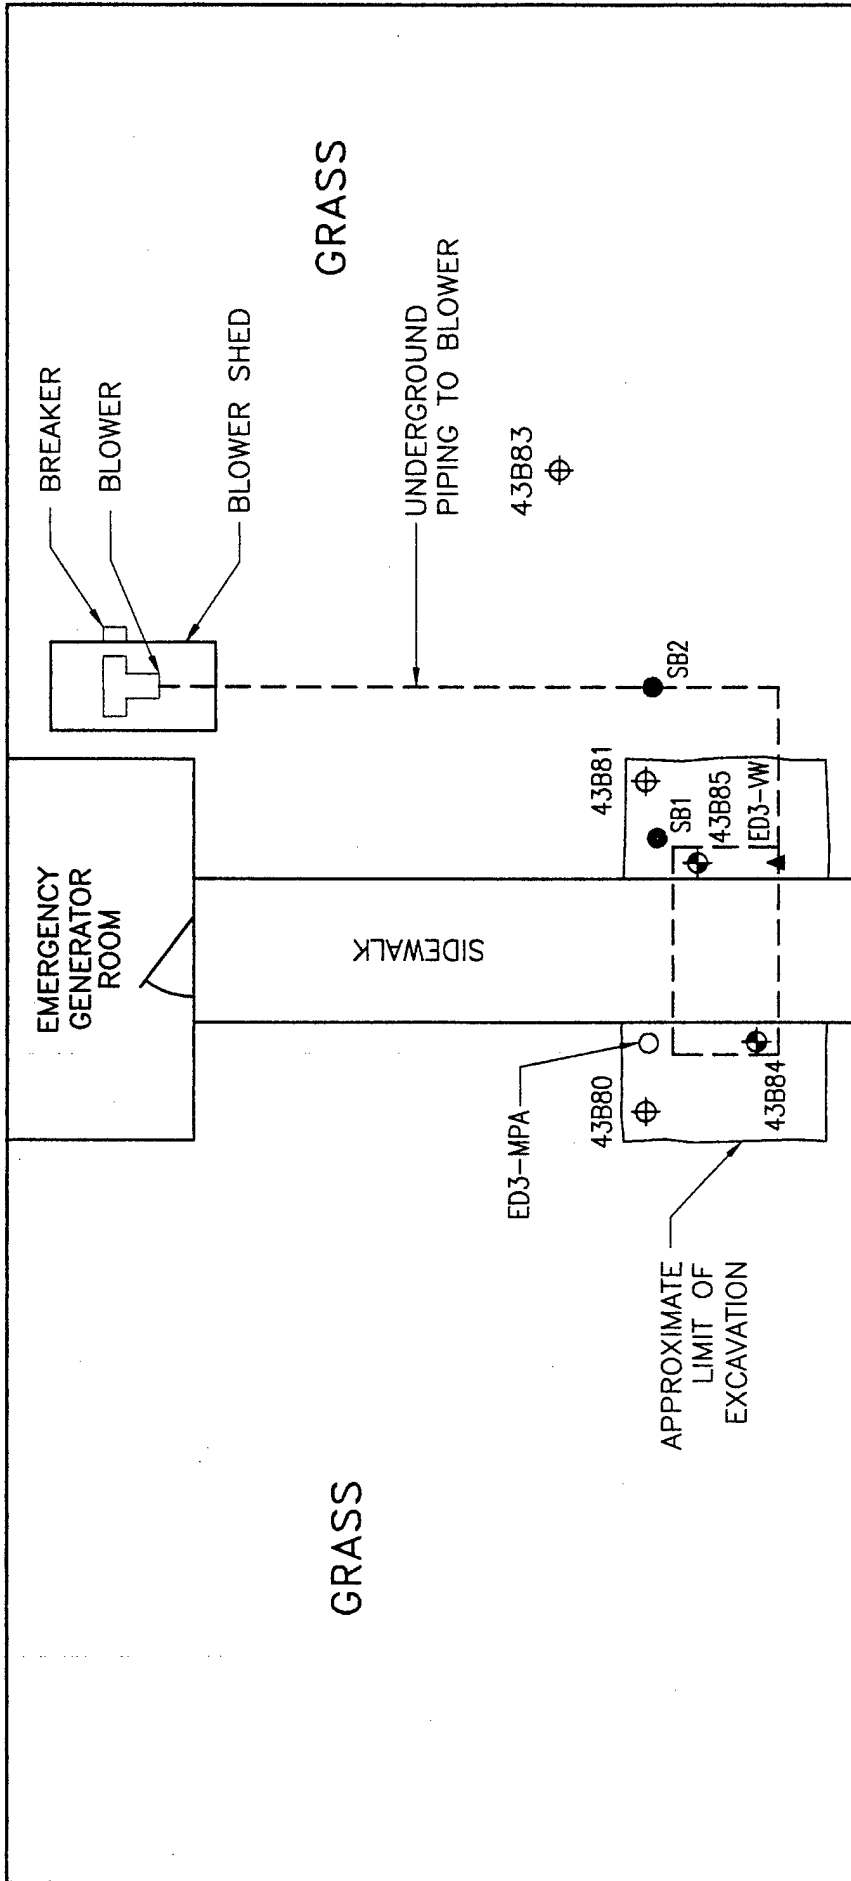 BREAKER
BLOWER
BLOWER SHED
GRASS
UNDERGROUND
PIPING TO BLOWER
43B83
EMERGENCY
GENERATOR
ROOM
SIDEWALK
SB2
43B81
SB1
43B85
ED3-VW
ED3-MPA
43B80
43B84
APPROXIMATE
LIMIT OF
EXCAVATION
GRASS